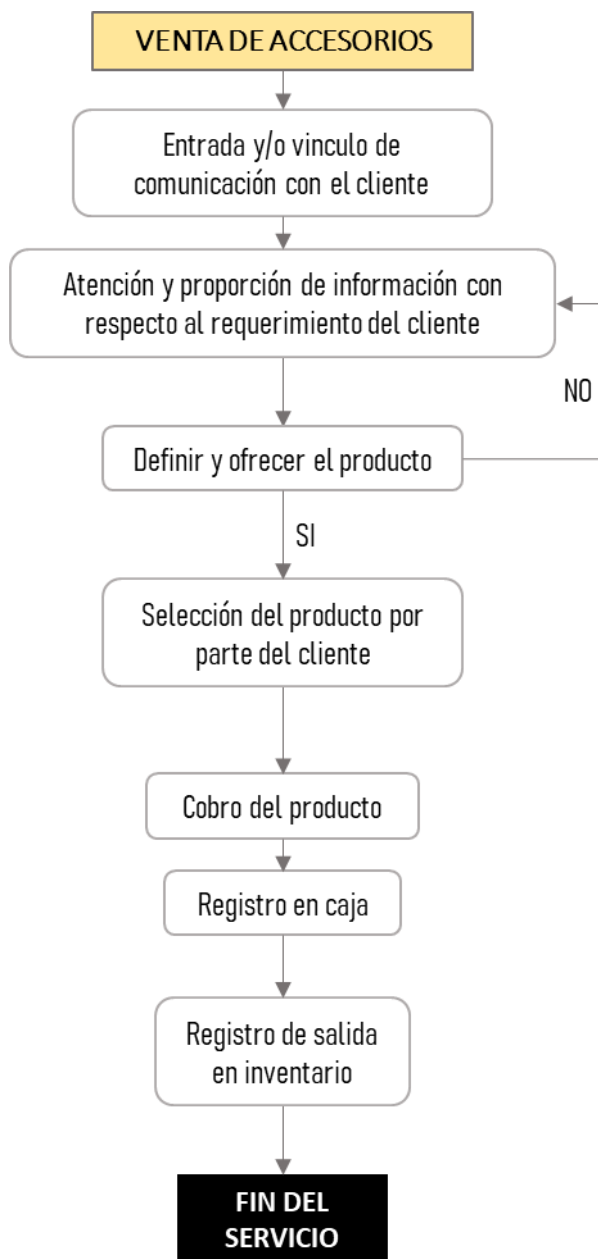 VENTA DE ACCESORIOS
Entrada y/o vinculo de
comunicación con el cliente
Atención y proporción de información con
respecto al requerimiento del cliente
NO
Definir y ofrecer el producto
SI
Selección del producto por
parte del cliente
Cobro del producto
Registro en caja
Registro de salida
en inventario
FIN DEL
SERVICIO